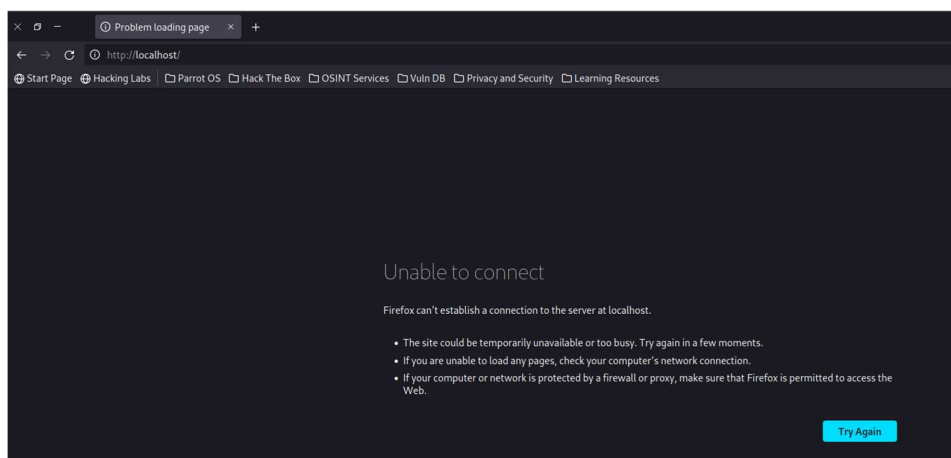 Problem loading page
http://localhost/
Start Page Hacking Labs Parrot OS Hack The Box OSINT Services Vuln DB Privacy and Security Learning Resources
Unable to connect
Firefox can’t establish a connection to the server at localhost.
• The site could be temporarily unavailable or too busy. Try again in a few moments.
• If you are unable to load any pages, check your computer’s network connection.
• If your computer or network is protected by a firewall or proxy, make sure that Firefox is permitted to access the
Web.
Try Again